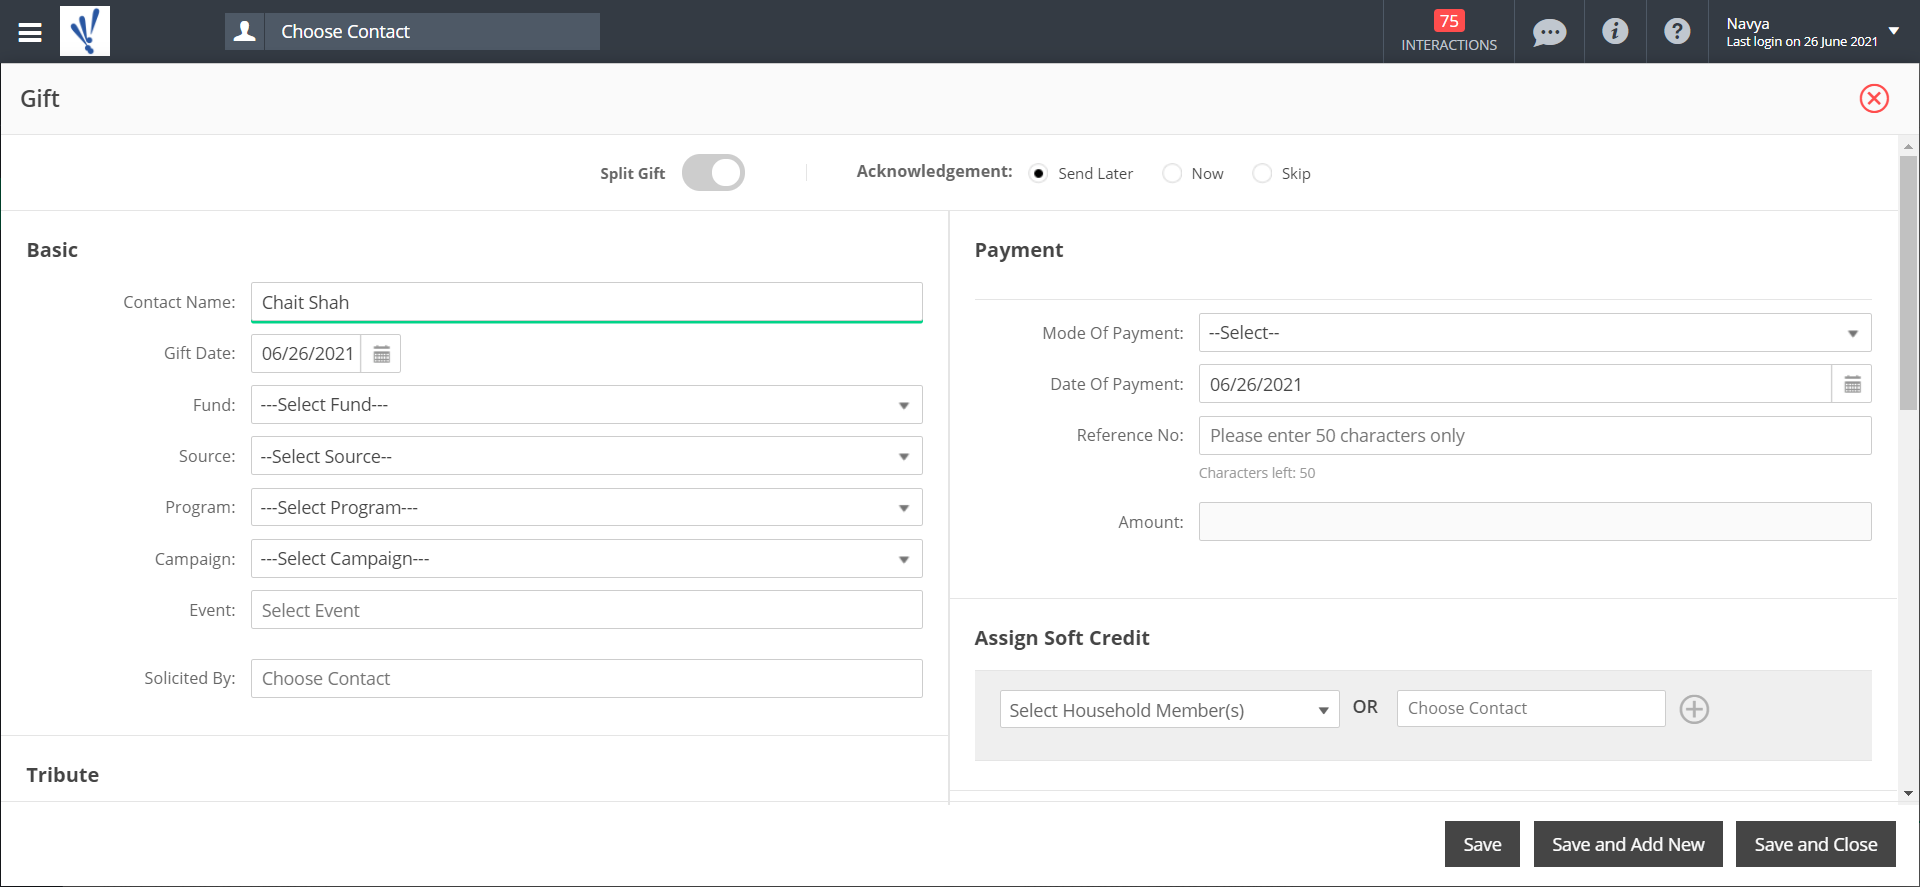 Choose Contact
75
INTERACTIONS
Navya
Last login on 26 June 2021
Gift
Split Gift
Acknowledgement: Send Later Now Skip
Basic
Contact Name: Chait Shah
Gift Date: 06/26/2021
Fund: ---Select Fund---
Source: --Select Source--
Program: ---Select Program---
Campaign: ---Select Campaign---
Event: Select Event
Solicited By: Choose Contact
Tribute
Payment
Mode Of Payment: --Select--
Date Of Payment: 06/26/2021
Reference No: Please enter 50 characters only
Characters left: 50
Amount:
Assign Soft Credit
Select Household Member(s) OR Choose Contact
Save Save and Add New Save and Close